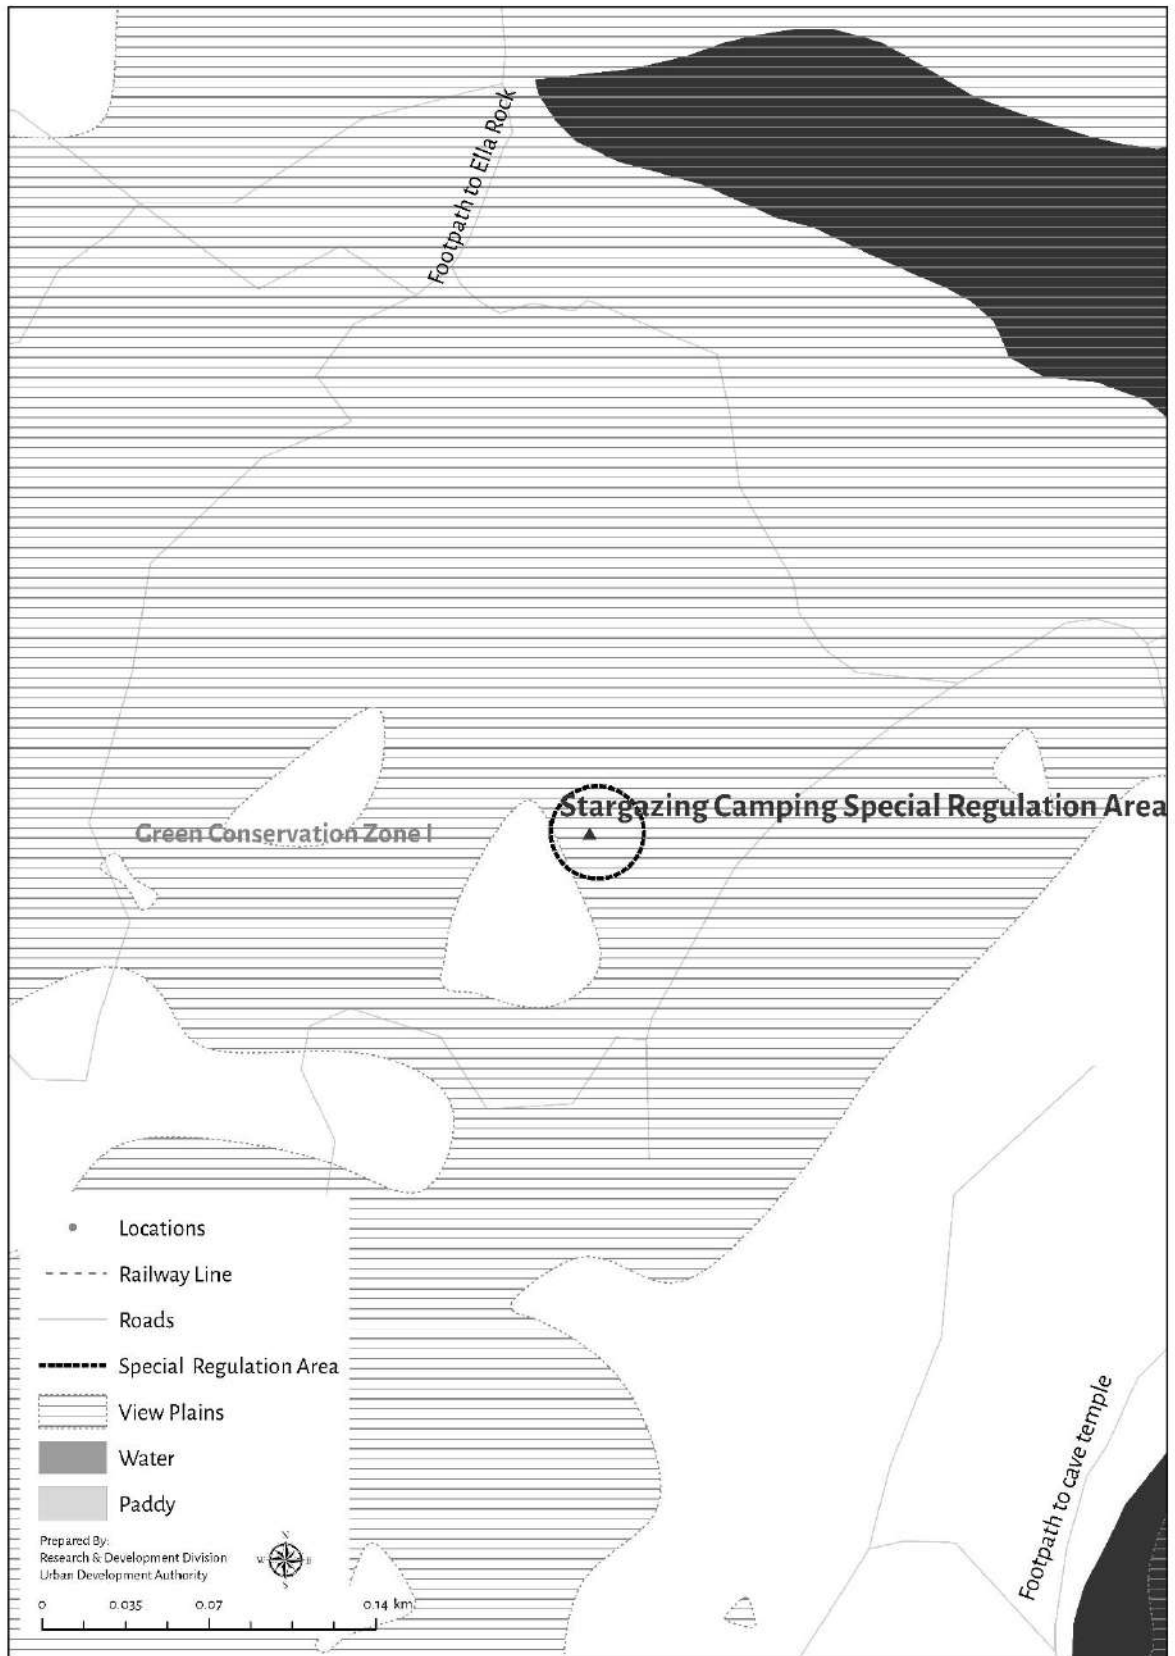 Footpath to Ella Rock
Stargazing Camping Special Regulation Area
Green Conservation Zone I
Locations
Railway Line
Roads
Special Regulation Area
View Plains
Water
Paddy
Prepared By:
Research & Development Division
Urban Development Authority
N
W E
S
0 0.035 0.07 0.14 km
Footpath to cave temple